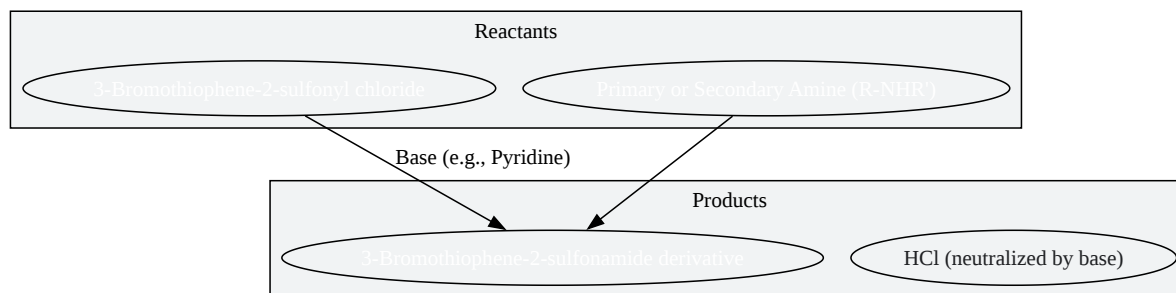 Reactants
3-Bromothiophene-2-sulfonyl chloride
Primary or Secondary Amine (R-NHR')
Base (e.g., Pyridine)
Products
3-Bromothiophene-2-sulfonamide derivative
HCl (neutralized by base)